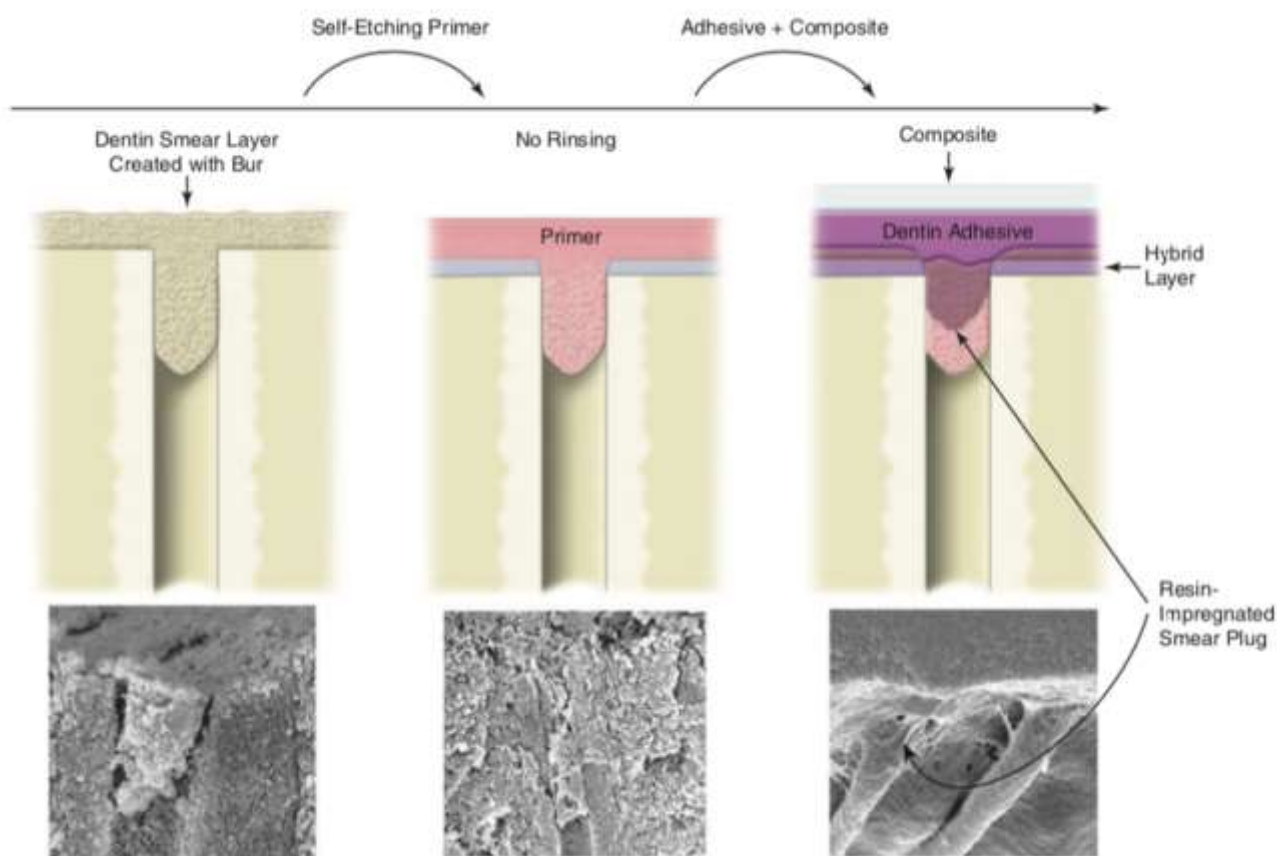 Self-Etching Primer
Adhesive + Composite
Dentin Smear Layer
Created with Bur
No Rinsing
Composite
Primer
Dentin Adhesive
Hybrid
Layer
Resin-
Impregnated
Smear Plug